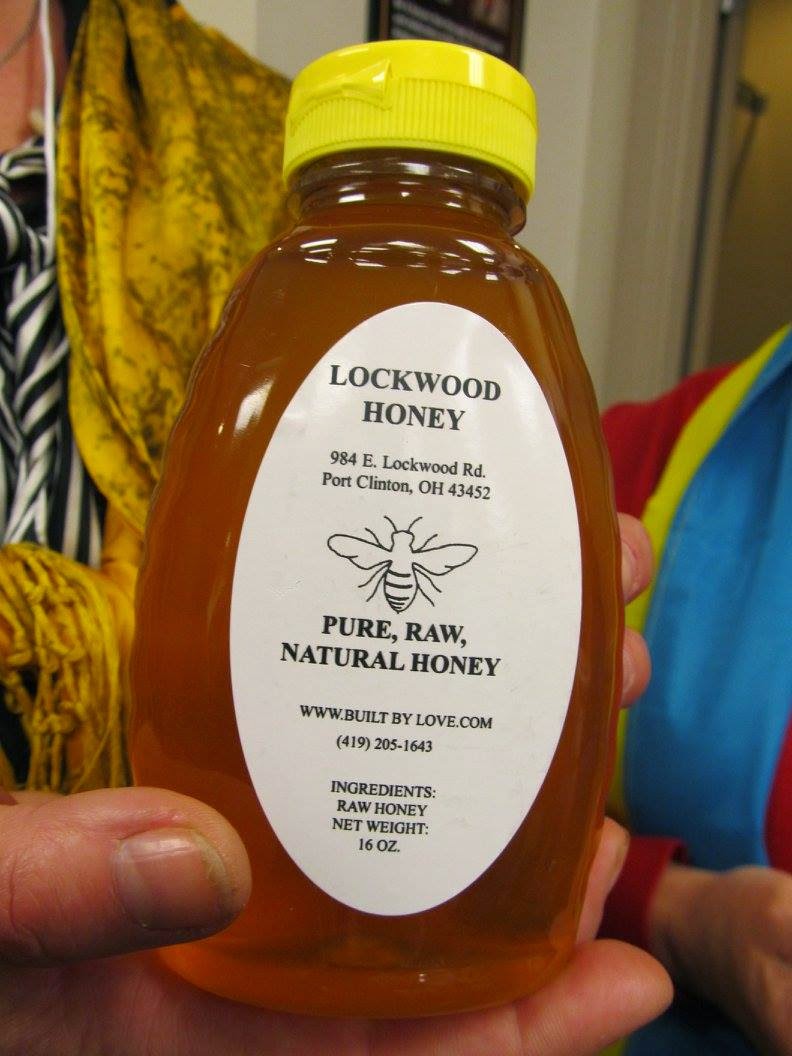 LOCKWOOD
HONEY
984 E. Lockwood Rd.
Port Clinton, OH 43452
PURE, RAW,
NATURAL HONEY
WWW.BUILT BY LOVE.COM
(419) 205-1643
INGREDIENTS:
RAW HONEY
NET WEIGHT:
16 OZ.